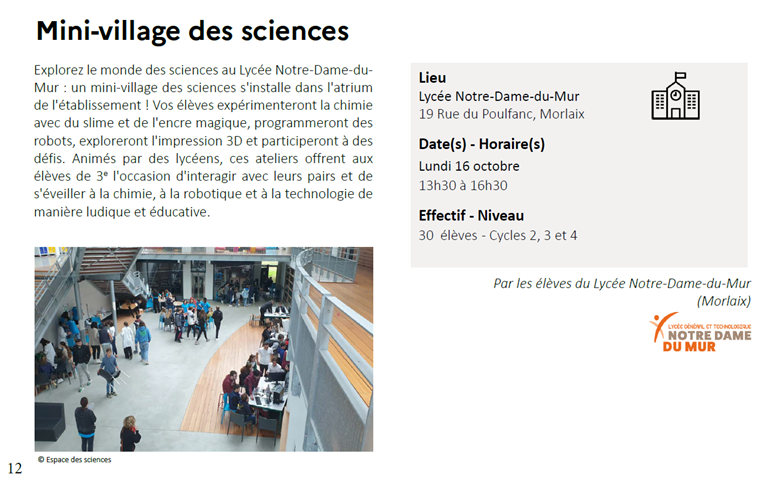 Mini-village des sciences
Explorez le monde des sciences au Lycée Notre-Dame-du-
Mur : un mini-village des sciences s'installe dans l'atrium
de l'établissement ! Vos élèves expérimenteront la chimie
avec du slime et de l'encre magique, programmeront des
robots, exploreront l'impression 3D et participeront à des
défis. Animés par des lycéens, ces ateliers offrent aux
élèves de 3e l'occasion d'interagir avec leurs pairs et de
s'éveiller à la chimie, à la robotique et à la technologie de
manière ludique et éducative.
© Espace des sciences
12
Lieu
Lycée Notre-Dame-du-Mur
19 Rue du Poulfanc, Morlaix
Date(s) - Horaire(s)
Lundi 16 octobre
13h30 à 16h30
Effectif - Niveau
30 élèves - Cycles 2, 3 et 4
Par les élèves du Lycée Notre-Dame-du-Mur
(Morlaix)
LYCÉE GÉNÉRAL ET TECHNOLOGIQUE
NOTRE DAME
DU MUR